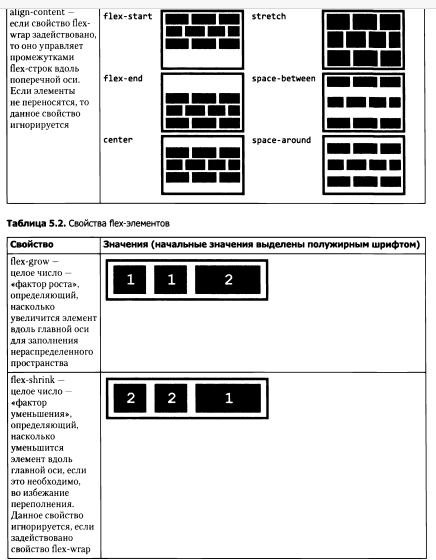 align-content —
если свойство flex-
wrap задействовано,
то оно управляет
промежутками
flex-строк вдоль
поперечной оси.
Если элементы
не переносятся, то
данное свойство
игнорируется
flex-start
stretch
flex-end
space-between
center
space-around
Таблица 5.2. Свойства flex-элементов
Свойство
Значения (начальные значения выделены полужирным шрифтом)
flex-grow —
целое число —
«фактор роста»,
определяющий,
насколько
увеличится элемент
вдоль главной оси
для заполнения
нераспределенного
пространства
1 1 2
flex-shrink —
целое число —
«фактор
уменьшения»,
определяющий,
насколько
уменьшится
элемент вдоль
главной оси, если
это необходимо,
во избежание
переполнения.
Данное свойство
игнорируется, если
задействовано
свойство flex-wrap
2 2 1